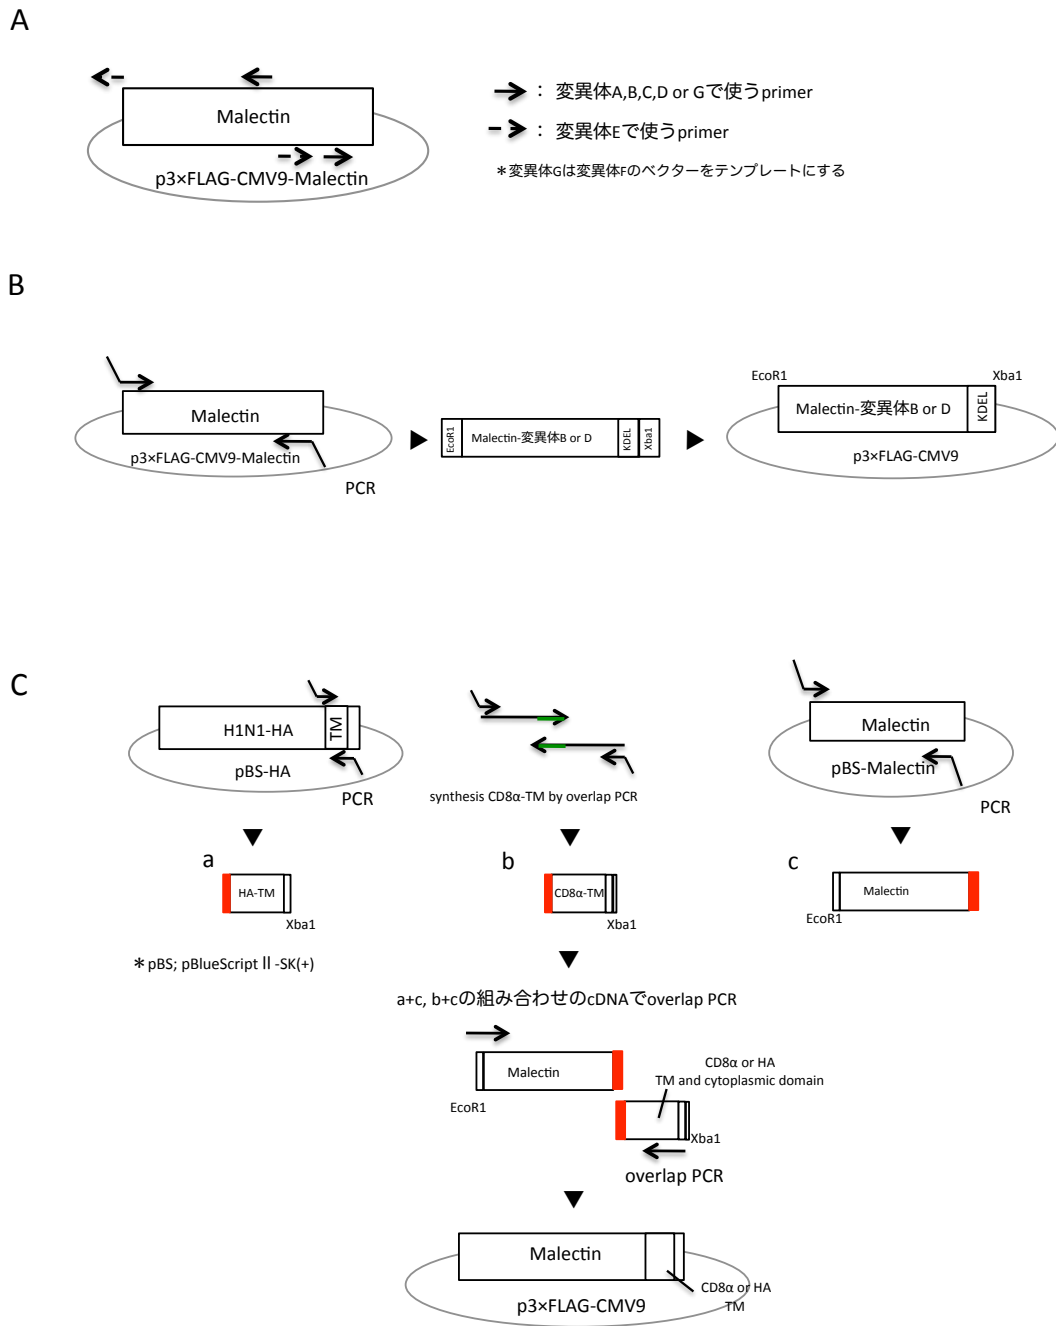 A
Malectin
p3×FLAG-CMV9-Malectin
： 変異体A,B,C,D or Gで使うprimer
： 変異体Eで使うprimer
＊変異体Gは変異体Fのベクターをテンプレートにする
B
Malectin
p3×FLAG-CMV9-Malectin
PCR
EcoR1
Malectin-変異体B or D
KDEL
Xba1
EcoR1
Xba1
Malectin-変異体B or D
KDEL
p3×FLAG-CMV9
C
H1N1-HA
TM
pBS-HA
PCR
synthesis CD8α-TM by overlap PCR
Malectin
pBS-Malectin
PCR
a
HA-TM
Xba1
b
CD8α-TM
Xba1
c
Malectin
EcoR1
＊pBS; pBlueScriptⅡ-SK(+)
a+c, b+cの組み合わせのcDNAでoverlap PCR
Malectin
EcoR1
CD8α or HA
TM and cytoplasmic domain
Xba1
overlap PCR
Malectin
p3×FLAG-CMV9
CD8α or HA
TM